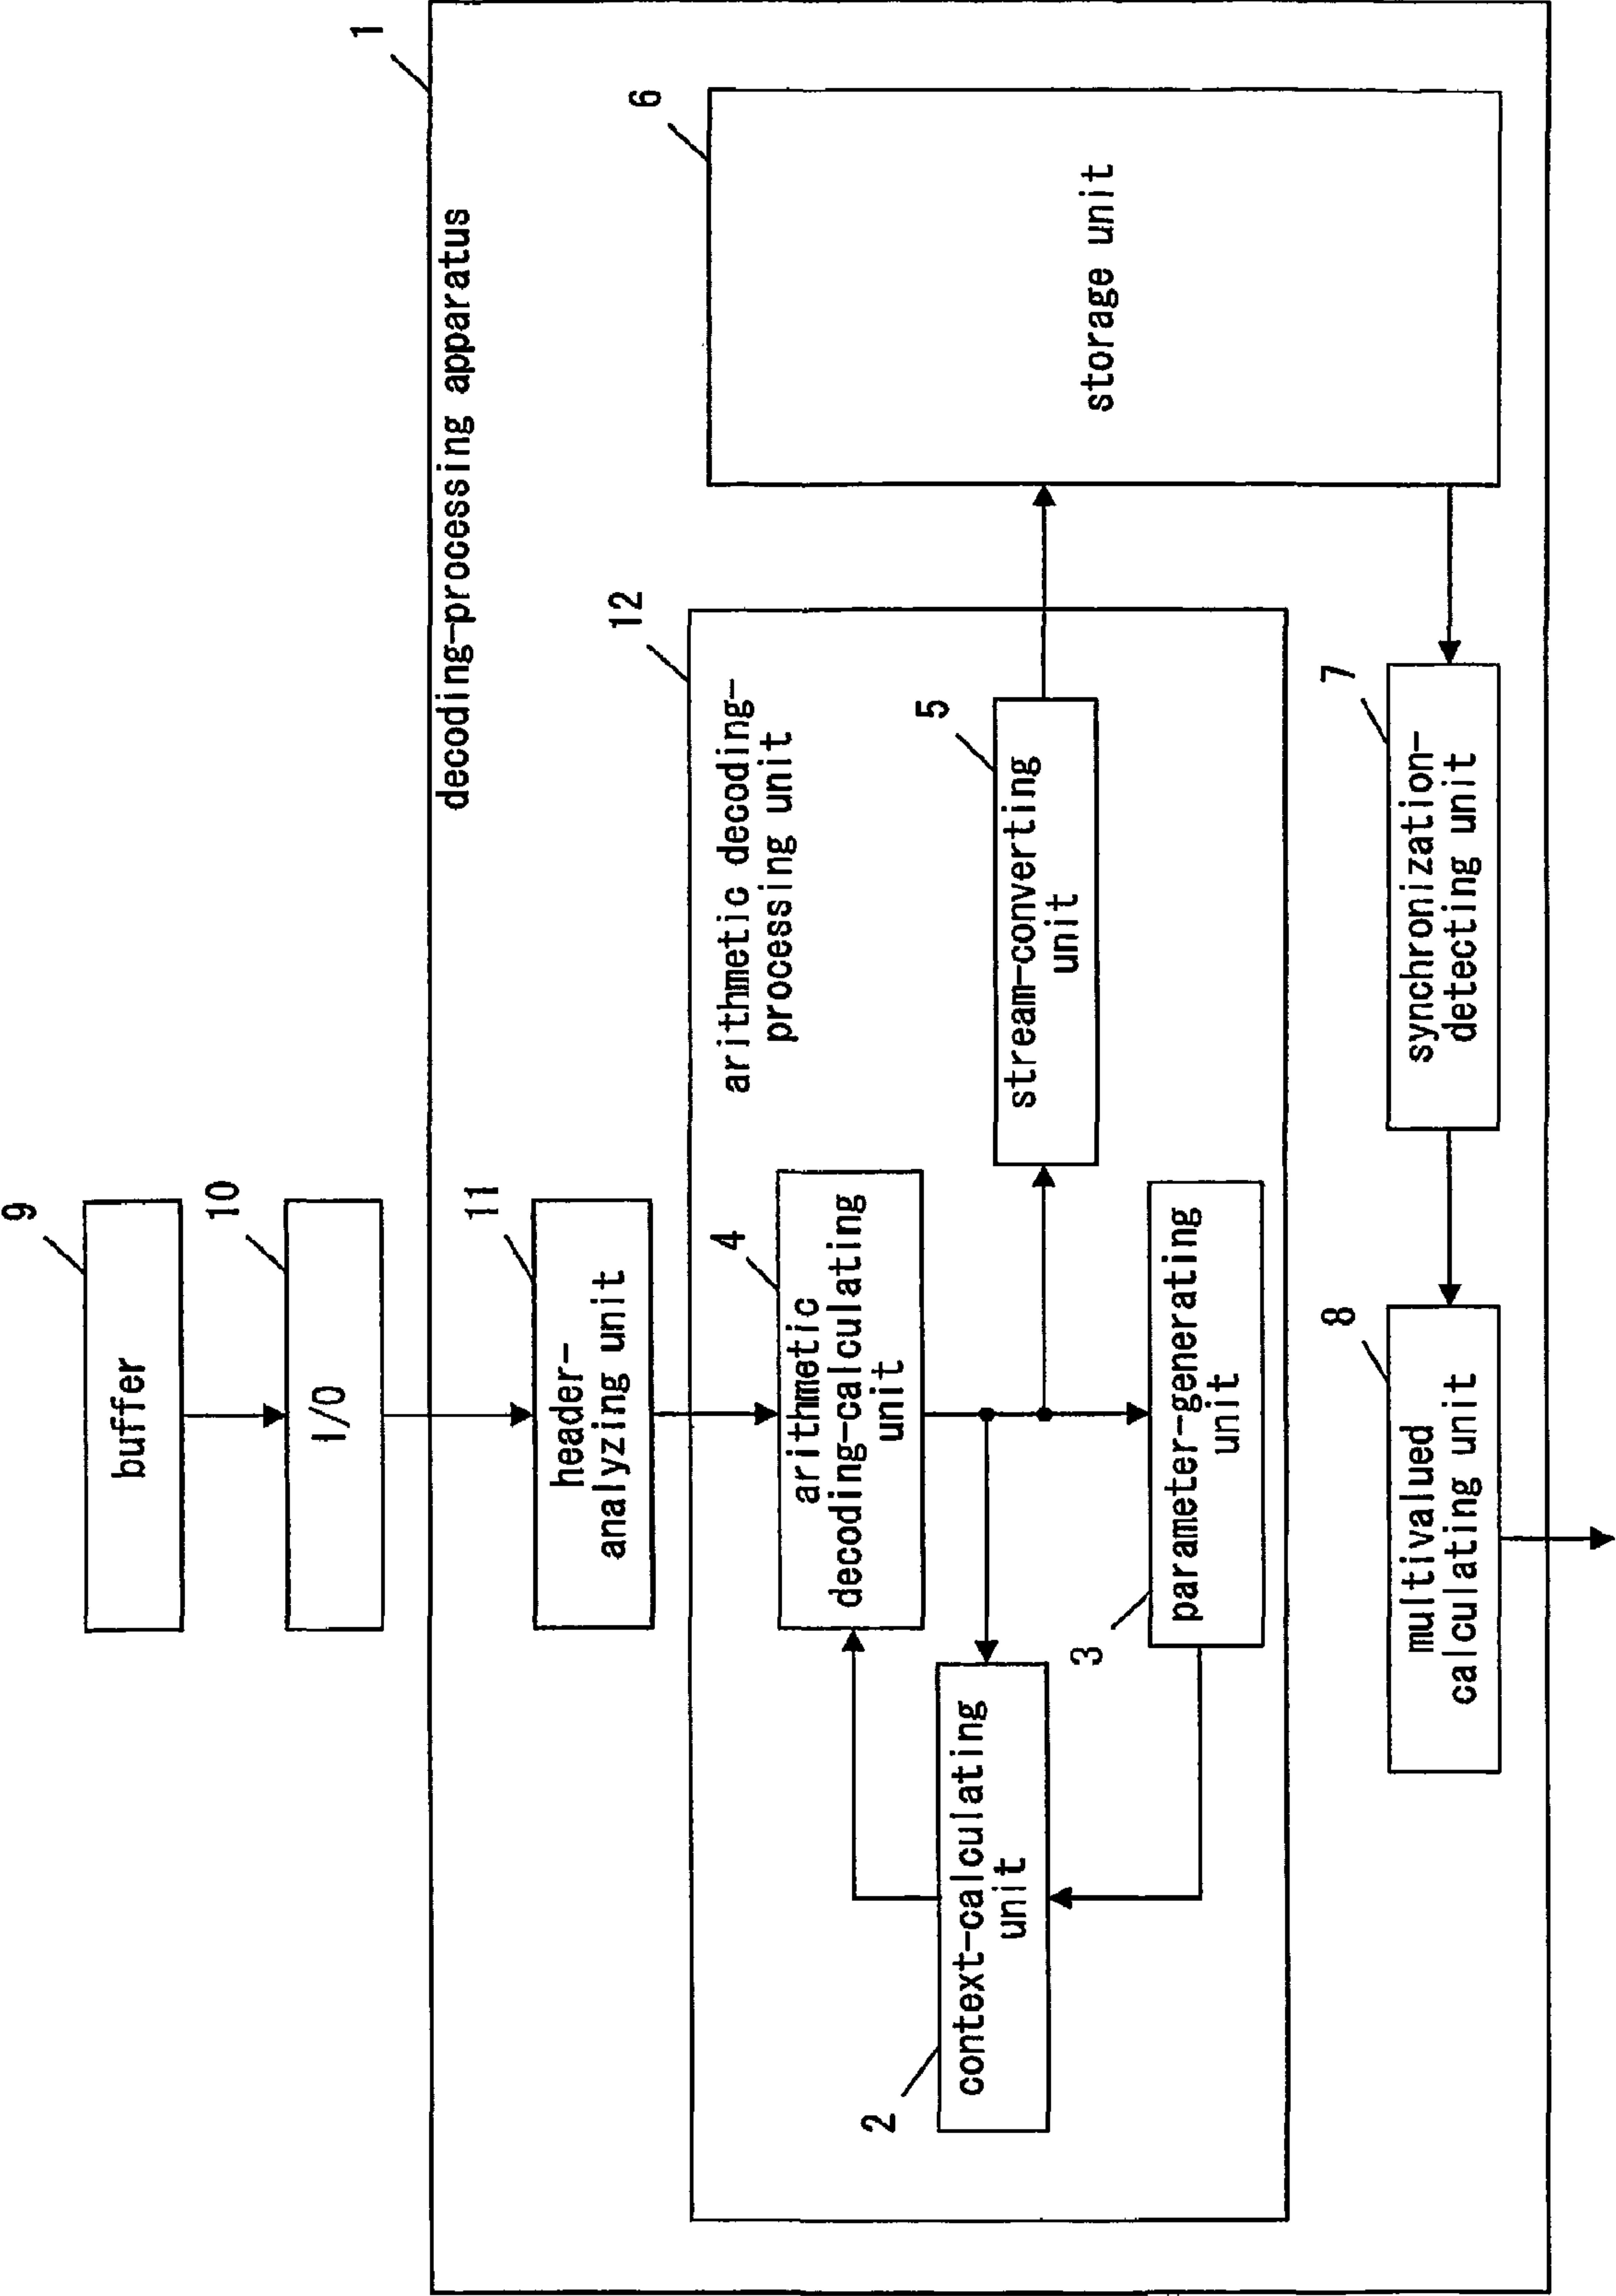 9
buffer
10
I/O
1
decoding-processing apparatus
11
header-
analyzing unit
12
arithmetic decoding-
processing unit
4
arithmetic
decoding-calculating
unit
2
context-calculating
unit
5
stream-converting
unit
3
parameter-generating
unit
6
storage unit
8
multivalued
calculating unit
7
synchronization-
detecting unit